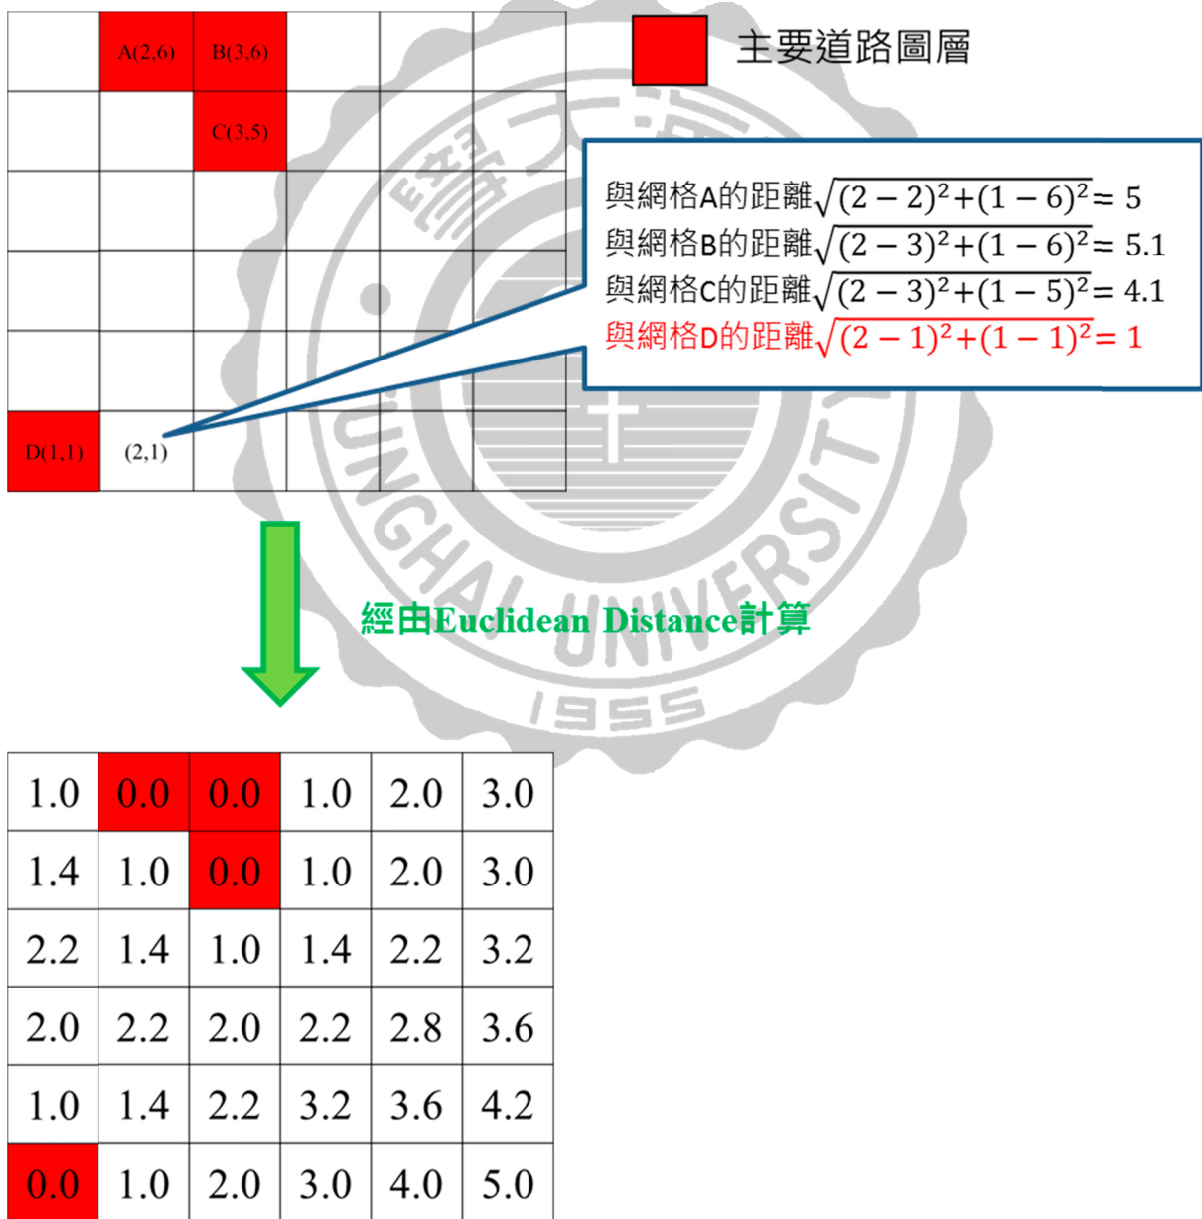 A(2,6) B(3,6)
主要道路圖層
C(3,5)
與網格A的距離√(2 − 2)²+(1 − 6)²= 5
與網格B的距離√(2 − 3)²+(1 − 6)²= 5.1
與網格C的距離√(2 − 3)²+(1 − 5)²= 4.1
與網格D的距離√(2 − 1)²+(1 − 1)²= 1
D(1,1) (2,1)
經由Euclidean Distance計算
UNGHAI UNIVERSITY
1955
1.0 0.0 0.0 1.0 2.0 3.0
1.4 1.0 0.0 1.0 2.0 3.0
2.2 1.4 1.0 1.4 2.2 3.2
2.0 2.2 2.0 2.2 2.8 3.6
1.0 1.4 2.2 3.2 3.6 4.2
0.0 1.0 2.0 3.0 4.0 5.0